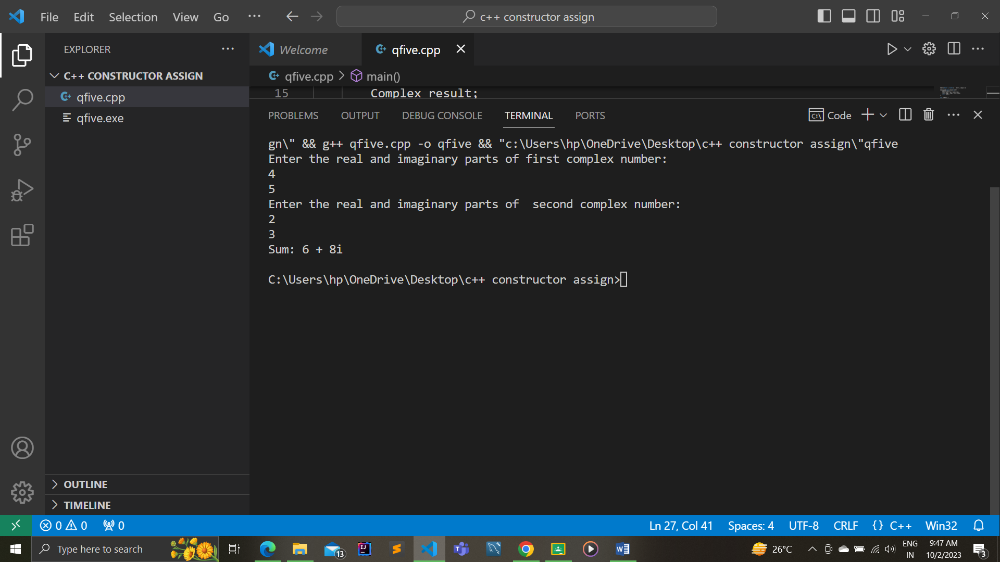 File Edit Selection View Go ...
c++ constructor assign
EXPLORER
Welcome
qfive.cpp
C++ CONSTRUCTOR ASSIGN
qfive.cpp > main()
qfive.cpp
qfive.exe
15 Complex result;
PROBLEMS OUTPUT DEBUG CONSOLE TERMINAL PORTS
Code
gn\" && g++ qfive.cpp -o qfive && "c:\Users\hp\OneDrive\Desktop\c++ constructor assign\"qfive
Enter the real and imaginary parts of first complex number:
4
5
Enter the real and imaginary parts of  second complex number:
2
3
Sum: 6 + 8i
C:\Users\hp\OneDrive\Desktop\c++ constructor assign>
OUTLINE
TIMELINE
0 0 0
Ln 27, Col 41 Spaces: 4 UTF-8 CRLF {} C++ Win32
Type here to search
13
26°C
ENG
IN
9:47 AM
10/2/2023
3